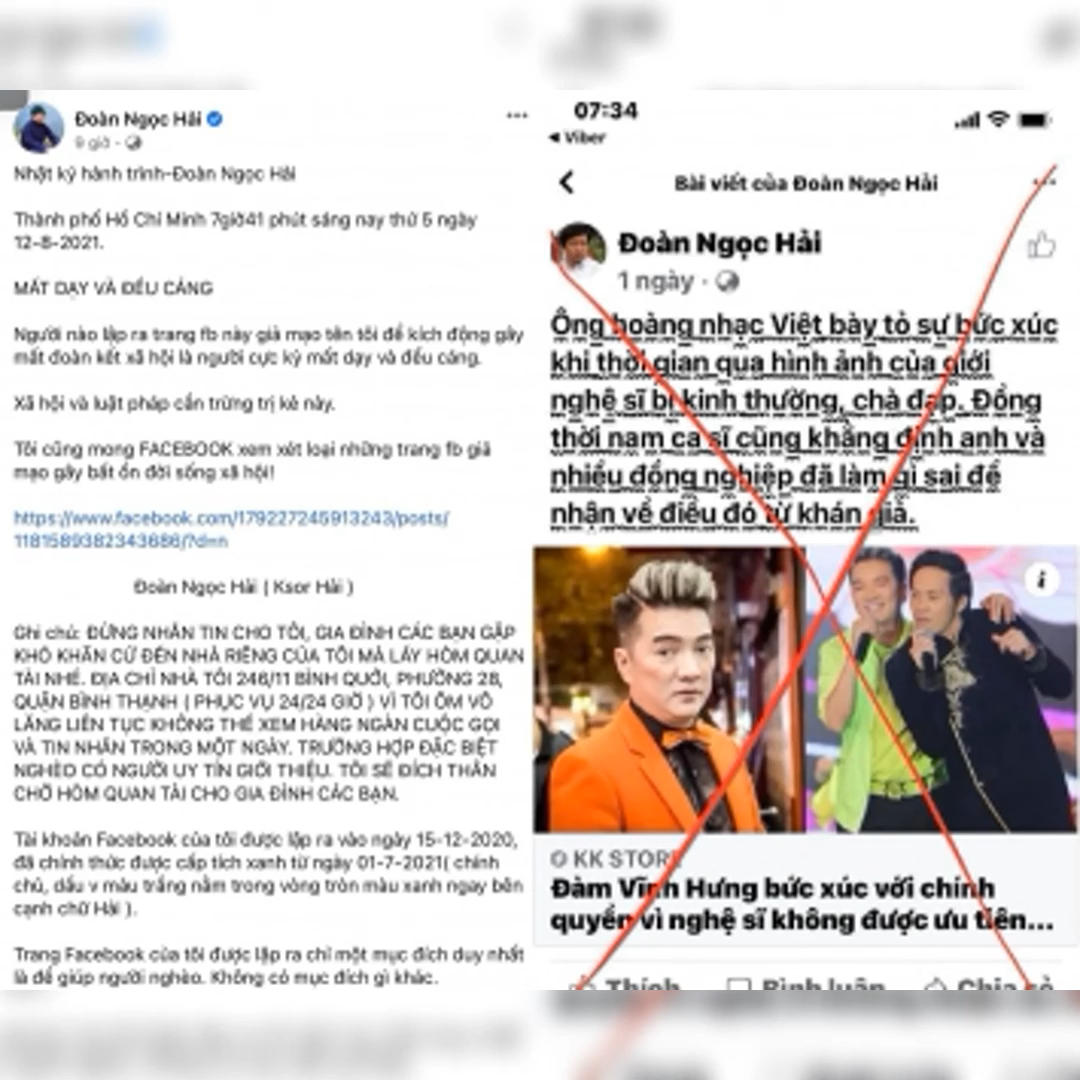 Đoàn Ngọc Hải
9 giờ ·
Nhật ký hành trình-Đoàn Ngọc Hải
Thành phố Hồ Chí Minh 7giờ41 phút sáng nay thứ 5 ngày
12-8-2021.
MẤT DẠY VÀ ĐỂU CÁNG
Người nào lập ra trang fb này giả mạo tên tôi để kích động gây
mất đoàn kết xã hội là người cực kỳ mất dạy và đểu cáng.
Xã hội và luật pháp cần trừng trị kẻ này.
Tôi cũng mong FACEBOOK xem xét loại những trang fb giả
mạo gây bất ổn đời sống xã hội!
https://www.facebook.com/179227245913243/posts/
1181589382343686/?d=n
Đoàn Ngọc Hải ( Ksor Hải )
Ghi chú: ĐỪNG NHẮN TIN CHO TÔI, GIA ĐÌNH CÁC BẠN GẶP
KHÓ KHĂN CỨ ĐẾN NHÀ RIÊNG CỦA TÔI MÀ LẤY HÒM QUAN
TÀI NHÉ. ĐỊA CHỈ NHÀ TÔI 246/11 BÌNH QUỚI, PHƯỜNG 28,
QUẬN BÌNH THẠNH ( PHỤC VỤ 24/24 GIỜ ) VÌ TÔI ÔM VÔ
LĂNG LIÊN TỤC KHÔNG THỂ XEM HÀNG NGÀN CUỘC GỌI
VÀ TIN NHẮN TRONG MỘT NGÀY. TRƯỜNG HỢP ĐẶC BIỆT
NGHÈO CÓ NGƯỜI UY TÍN GIỚI THIỆU. TÔI SẼ ĐÍCH THÂN
CHỞ HÒM QUAN TÀI CHO GIA ĐÌNH CÁC BẠN.
Tài khoản Facebook của tôi được lập ra vào ngày 15-12-2020,
đã chính thức được cấp tích xanh từ ngày 01-7-2021( chính
chủ, dấu v màu trắng nằm trong vòng tròn màu xanh ngay bên
cạnh chữ Hải ).
Trang Facebook của tôi được lập ra chỉ một mục đích duy nhất
là để giúp người nghèo. Không có mục đích gì khác.
07:34
Viber
Bài viết của Đoàn Ngọc Hải
Đoàn Ngọc Hải
1 ngày ·
Ông hoàng nhạc Việt bày tỏ sự bức xúc
khi thời gian qua hình ảnh của giới
nghệ sĩ bị kinh thường, chà đạp. Đồng
thời nam ca sĩ cũng khẳng định anh và
nhiều đồng nghiệp đã làm gì sai để
nhận về điều đó từ khán giả.
KK STORE
Đàm Vĩnh Hưng bức xúc với chính
quyền vì nghệ sĩ không được ưu tiên...
Thích Bình luận Chia sẻ